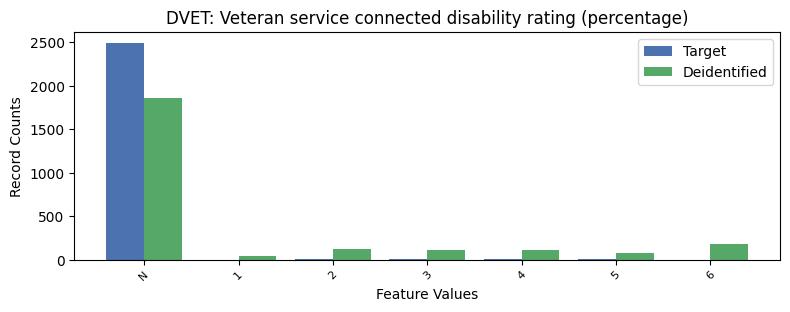 DVET: Veteran service connected disability rating (percentage)
Target
Deidentified
Record Counts
2500
2000
1500
1000
500
0
N 1 2 3 4 5 6
Feature Values